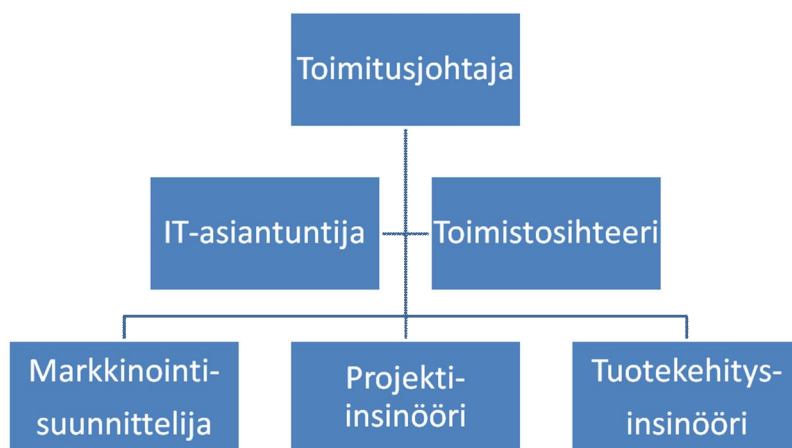 Toimitusjohtaja
IT-asiantuntija
Toimistosihteeri
Markkinointi-
suunnittelija
Projekti-
insinööri
Tuotekehitys-
insinööri